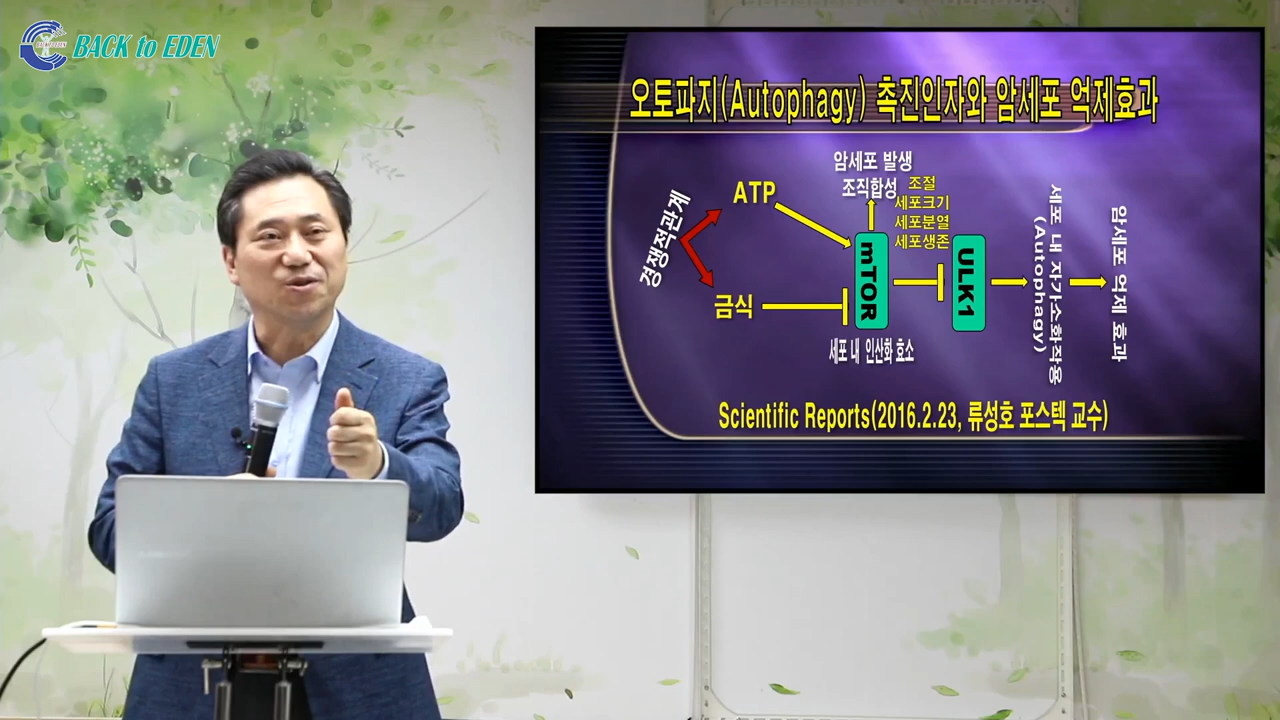 BACK to EDEN
오토파지(Autophagy) 촉진인자와 암세포 억제효과
암세포 발생
조직합성
조절
세포크기
세포분열
세포생존
경쟁적관계
ATP
금식
mTOR
ULK1
세포 내 자가소화작용
(Autophagy)
암세포 억제 효과
세포 내 인산화 효소
Scientific Reports(2016.2.23, 류성호 포스텍 교수)